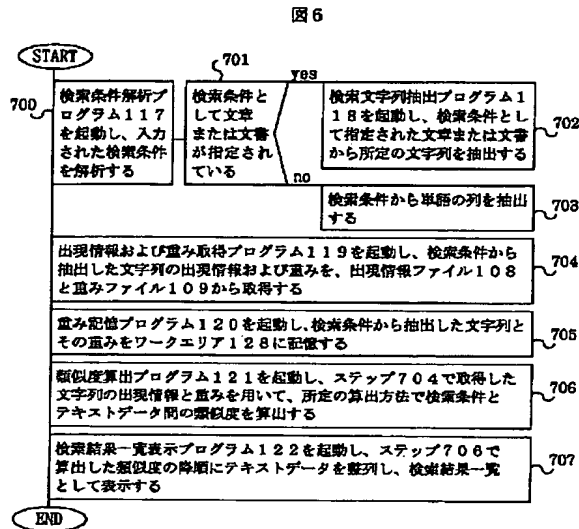 図6
START
701
yes
700
検索条件解析プ
ログラム117
を起動し、入力
された検索条件
を解析する
検索条件と
して文章
または文書
が指定され
ている
検索文字列抽出プログラム1
18を起動し、検索条件とし
て指定された文章または文書
から所定の文字列を抽出する
702
no
検索条件から単語の列を抽出
する
703
出現情報および重み取得プログラム119を起動し、検索条件から
抽出した文字列の出現情報および重みを、出現情報ファイル108
と重みファイル109から取得する
704
重み記憶プログラム120を起動し、検索条件から抽出した文字列と
その重みをワークエリア128に記憶する
705
類似度算出プログラム121を起動し、ステップ704で取得した
文字列の出現情報と重みを用いて、所定の算出方法で検索条件と
テキストデータ間の類似度を算出する
706
検索結果一覧表示プログラム122を起動し、ステップ706で
算出した類似度の降順にテキストデータを整列し、検索結果一覧
として表示する
707
END